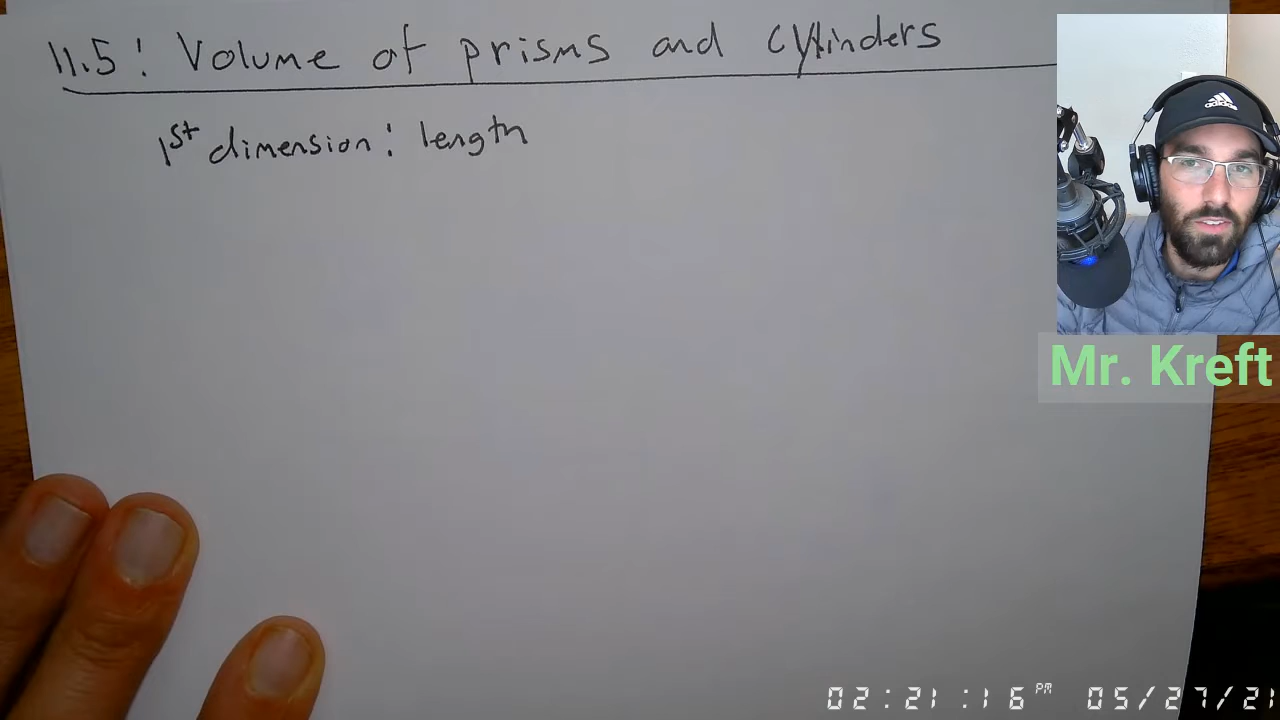 11.5: Volume of prisms and cylinders
1st dimension: length
adidas
Mr. Kreft
02:21:16 PM 05/27/21